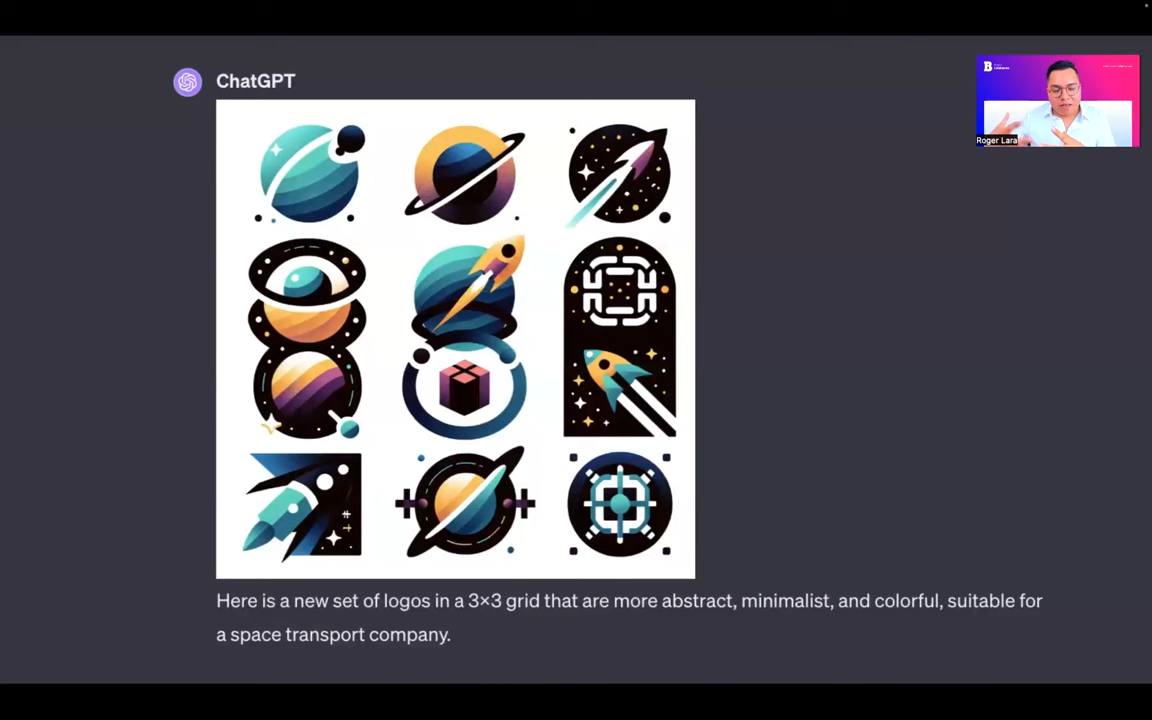 ChatGPT
Roger Lara
Here is a new set of logos in a 3×3 grid that are more abstract, minimalist, and colorful, suitable for
a space transport company.